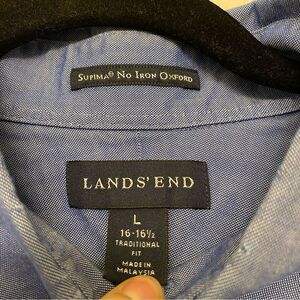 SUPIMA® NO IRON OXFORD
LANDS' END
L
16-16½
TRADITIONAL
FIT
MADE IN
MALAYSIA